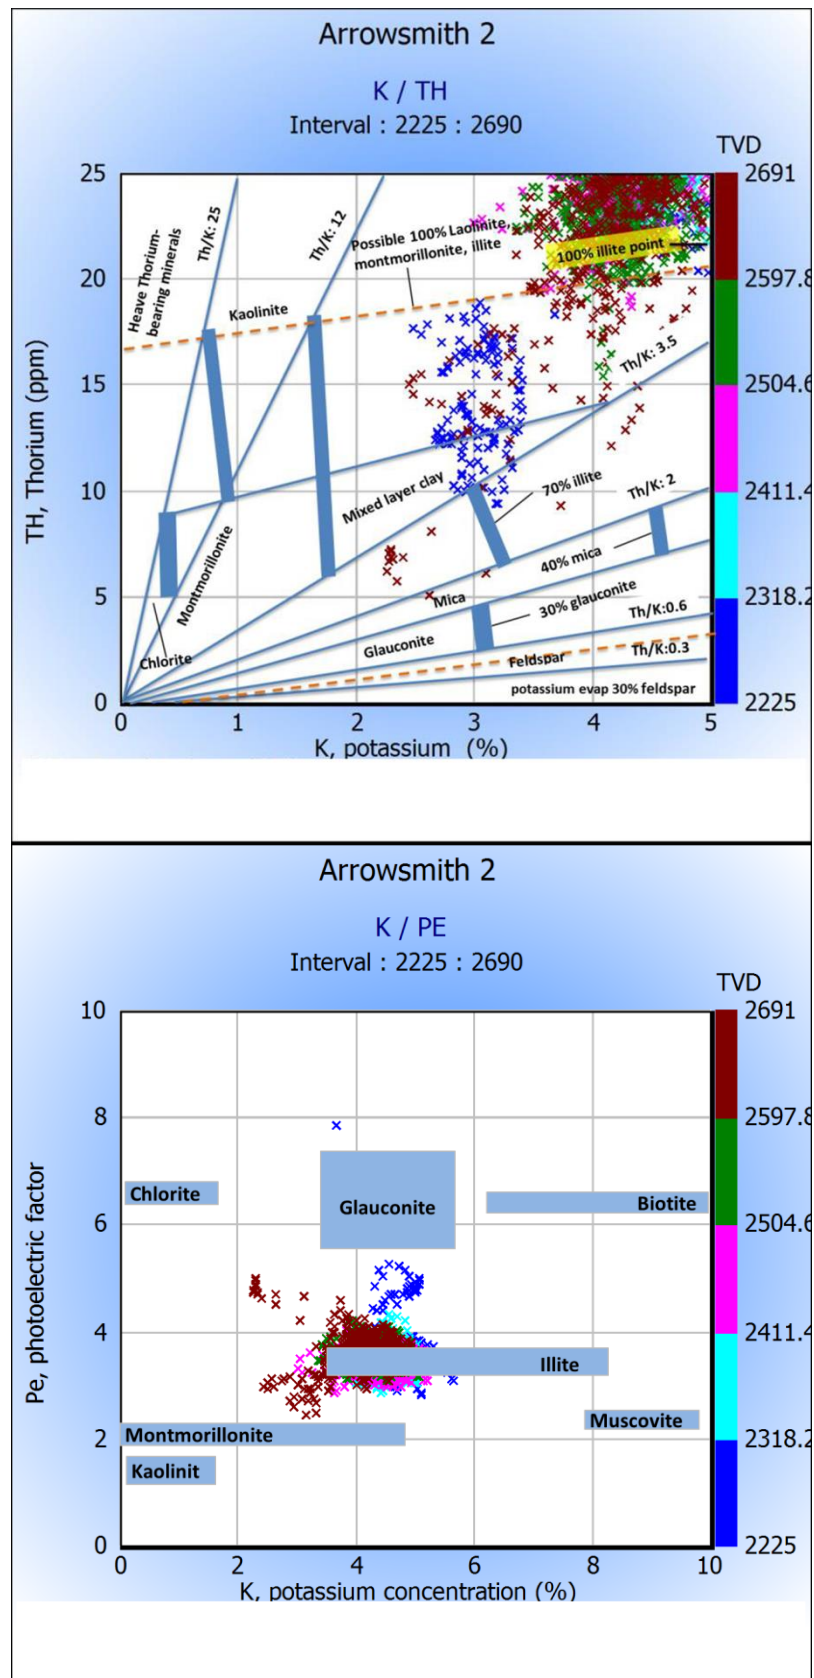 Arrowsmith 2
K / TH
Interval : 2225 : 2690
TVD
25
20
15
10
5
0
TH, Thorium (ppm)
Heave Thorium-
bearing minerals
Th/K: 25
Th/K: 12
Kaolinite
Possible 100% Laolinite,
montmorillonite, illite
100% illite point
Th/K: 3.5
Mixed layer clay
70% illite
Th/K: 2
Montmorillonite
40% mica
Mica
30% glauconite
Th/K:0.6
Chlorite
Glauconite
Feldspar
Th/K:0.3
potassium evap 30% feldspar
0
1
2
3
4
5
K, potassium (%)
2691
2597.8
2504.6
2411.4
2318.2
2225
Arrowsmith 2
K / PE
Interval : 2225 : 2690
TVD
10
8
6
4
2
0
Pe, photoelectric factor
Chlorite
Glauconite
Biotite
Illite
Muscovite
Montmorillonite
Kaolinit
0
2
4
6
8
10
K, potassium concentration (%)
2691
2597.8
2504.6
2411.4
2318.2
2225